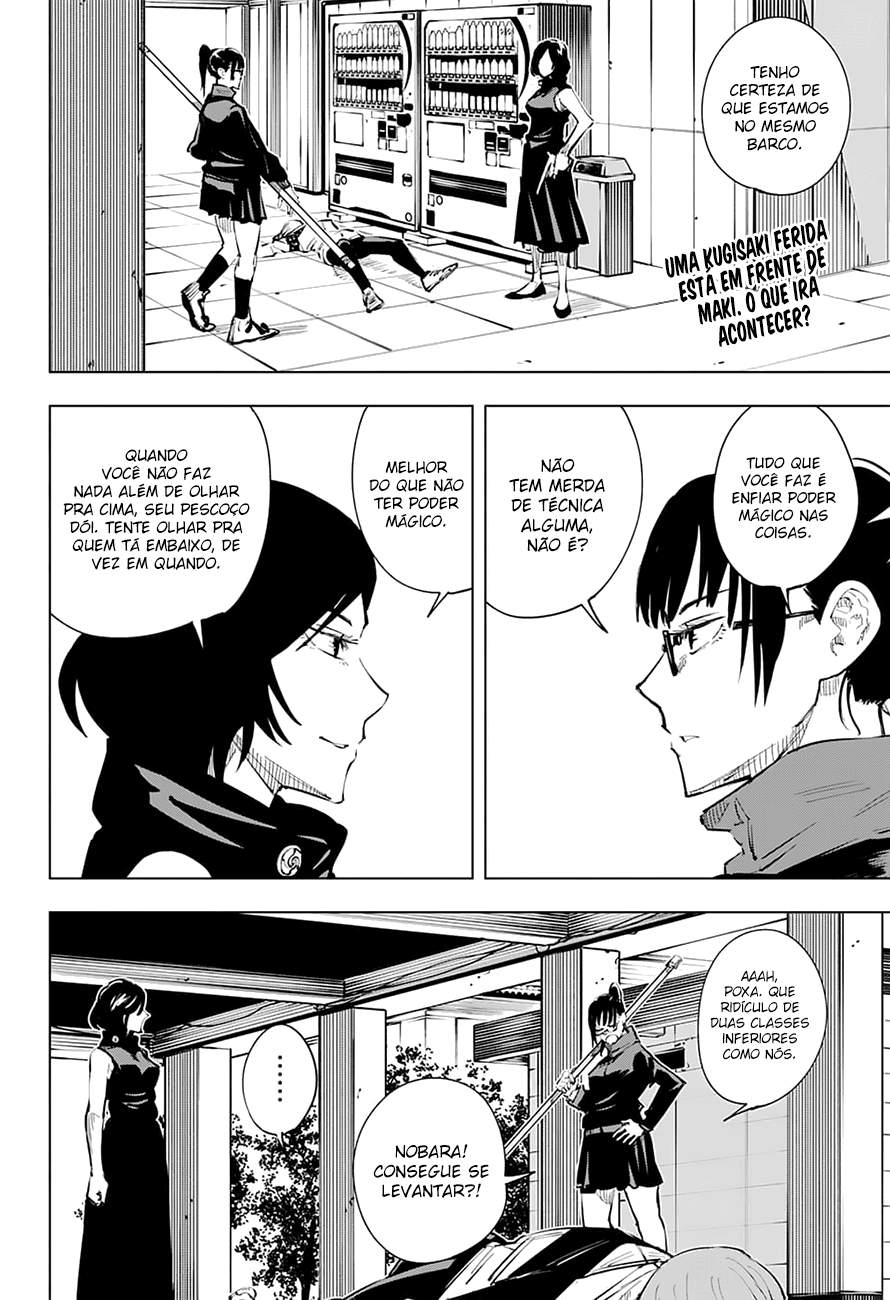 TENHO
CERTEZA DE
QUE ESTAMOS
NO MESMO
BARCO.
UMA KUGISAKI FERIDA
ESTÁ EM FRENTE DE
MAKI. O QUE IRÁ
ACONTECER?
TUDO QUE
VOCÊ FAZ É
ENFIAR PODER
MÁGICO NAS
COISAS.
NÃO
TEM MERDA
DE TÉCNICA
ALGUMA,
NÃO É?
MELHOR
DO QUE NÃO
TER PODER
MÁGICO.
QUANDO
VOCÊ NÃO FAZ
NADA ALÉM DE OLHAR
PRA CIMA, SEU PESCOÇO
DÓI. TENTE OLHAR PRA
QUEM TÁ EMBAIXO, DE
VEZ EM QUANDO.
AAAH,
POXA. QUE
RIDÍCULO DE
DUAS CLASSES
INFERIORES
COMO NÓS.
......
NOBARA!
CONSEGUE SE
LEVANTAR?!